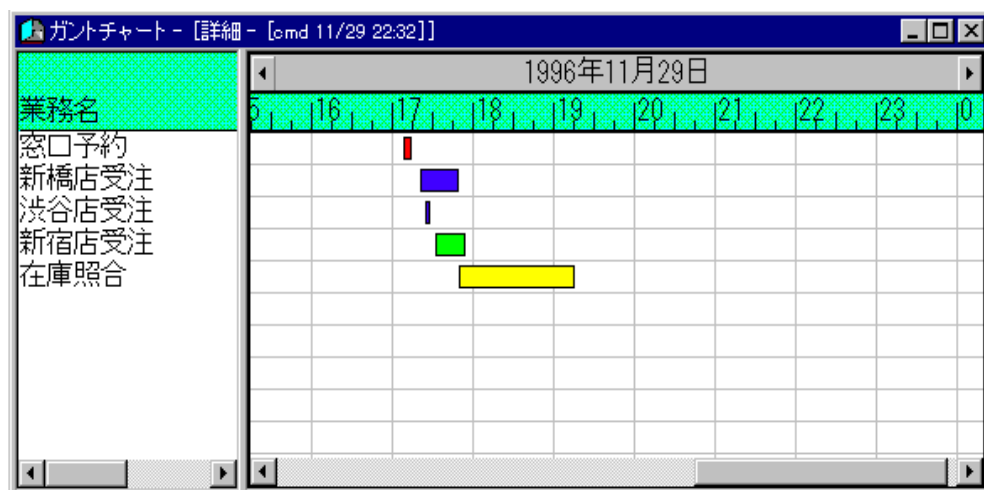 ガントチャート - [詳細 - [cmd 11/29 22:32]]
1996年11月29日
業務名
5 16 17 18 19 20 21 22 23 0
窓口予約
新橋店受注
渋谷店受注
新宿店受注
在庫照合